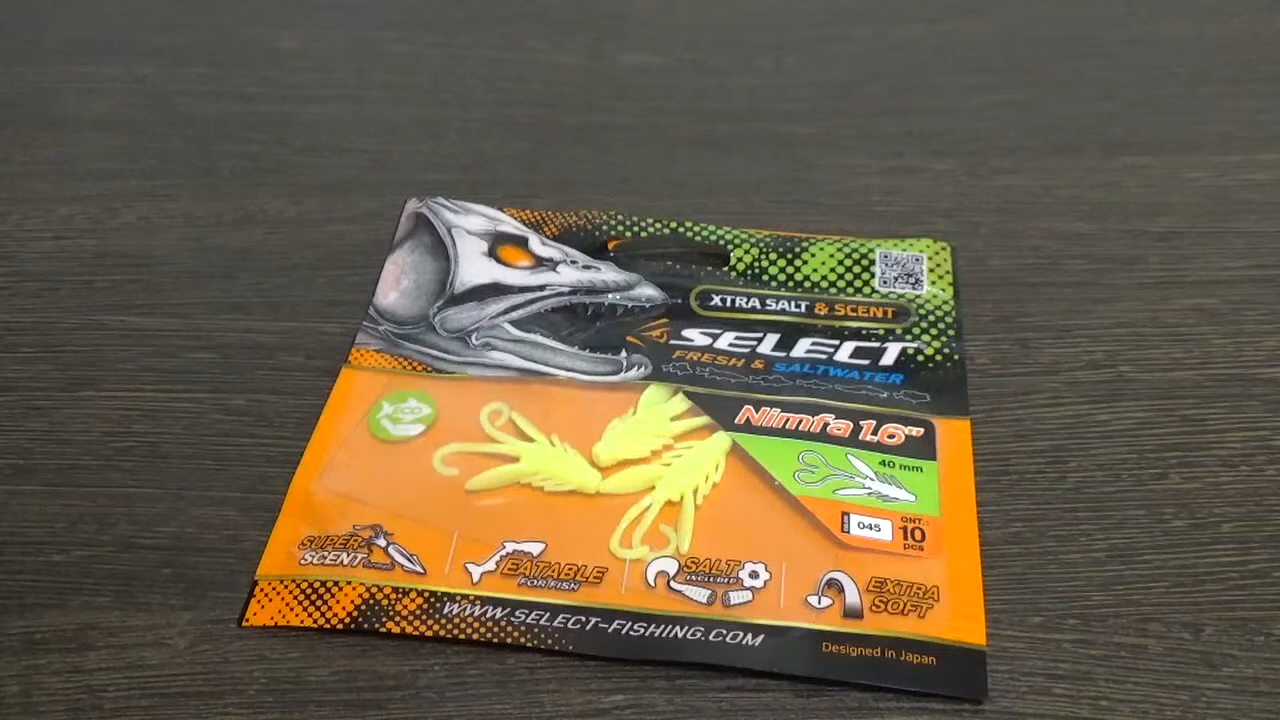 XTRA SALT & SCENT
SELECT
FRESH & SALTWATER
ECO
Nimfa 1.6"
40 mm
045
QNT.:
10
pcs
SUPER
SCENT
EATABLE
FOR FISH
SALT
INCLUDED
EXTRA
SOFT
WWW.SELECT-FISHING.COM
Designed in Japan